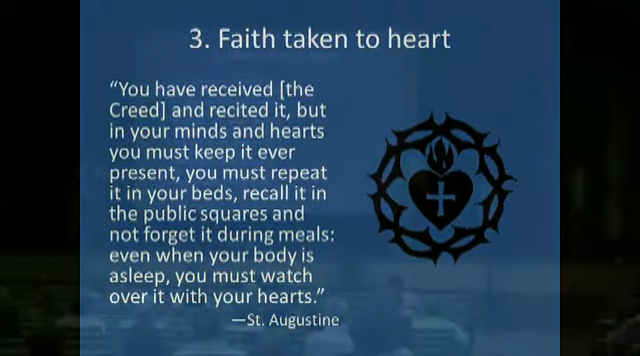 3. Faith taken to heart
“You have received [the
Creed] and recited it, but
in your minds and hearts
you must keep it ever
present, you must repeat
it in your beds, recall it in
the public squares and
not forget it during meals:
even when your body is
asleep, you must watch
over it with your hearts.”
—St. Augustine